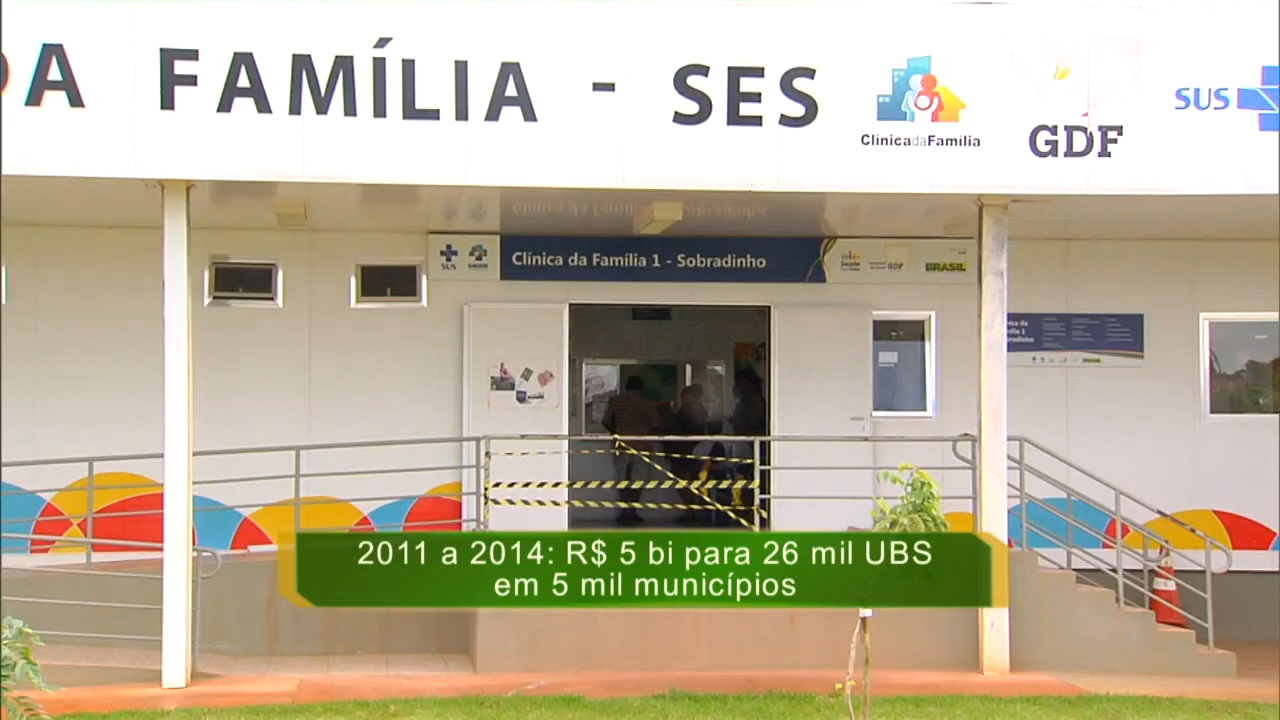 DA FAMÍLIA - SES
ClínicadaFamília
GDF
SUS
Clínica da Família 1 - Sobradinho
SUS
GDF
BRASIL
2011 a 2014: R$ 5 bi para 26 mil UBS
em 5 mil municípios